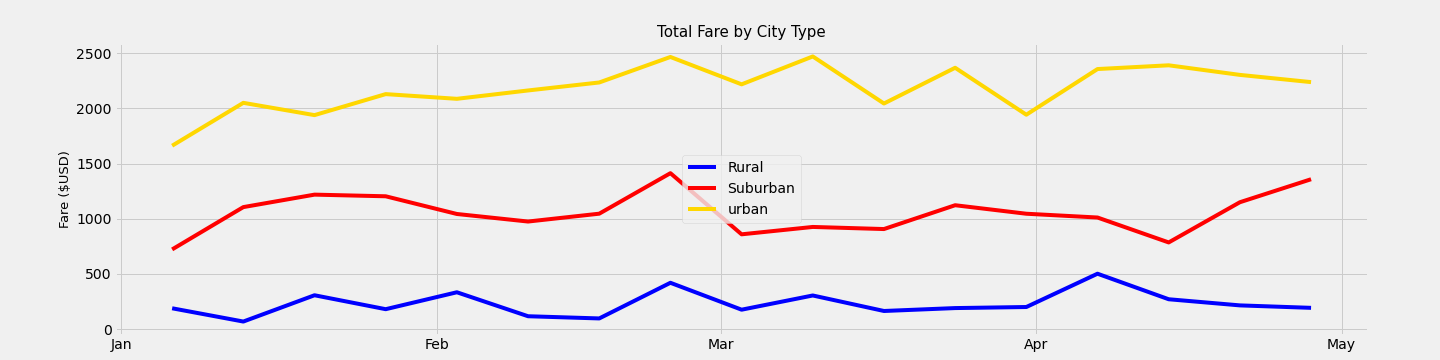 Total Fare by City Type
Fare ($USD)
2500
2000
1500
1000
500
0
Rural
Suburban
urban
Jan Feb Mar Apr May